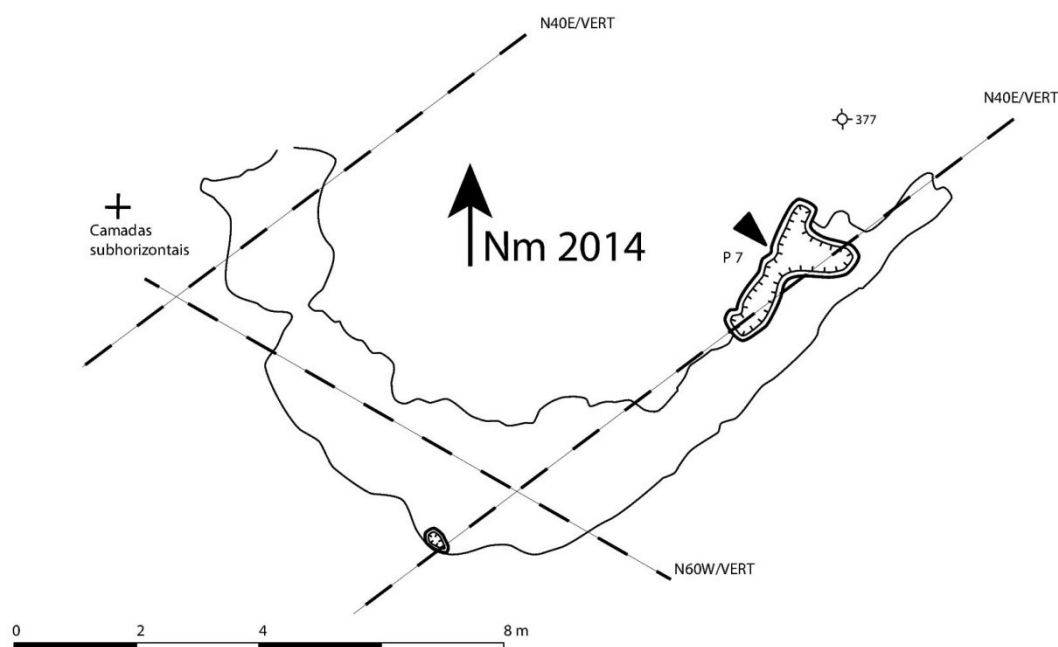 N40E/VERT
N40E/VERT
377
Camadas
subhorizontais
Nm 2014
P 7
N60W/VERT
0 2 4 8 m